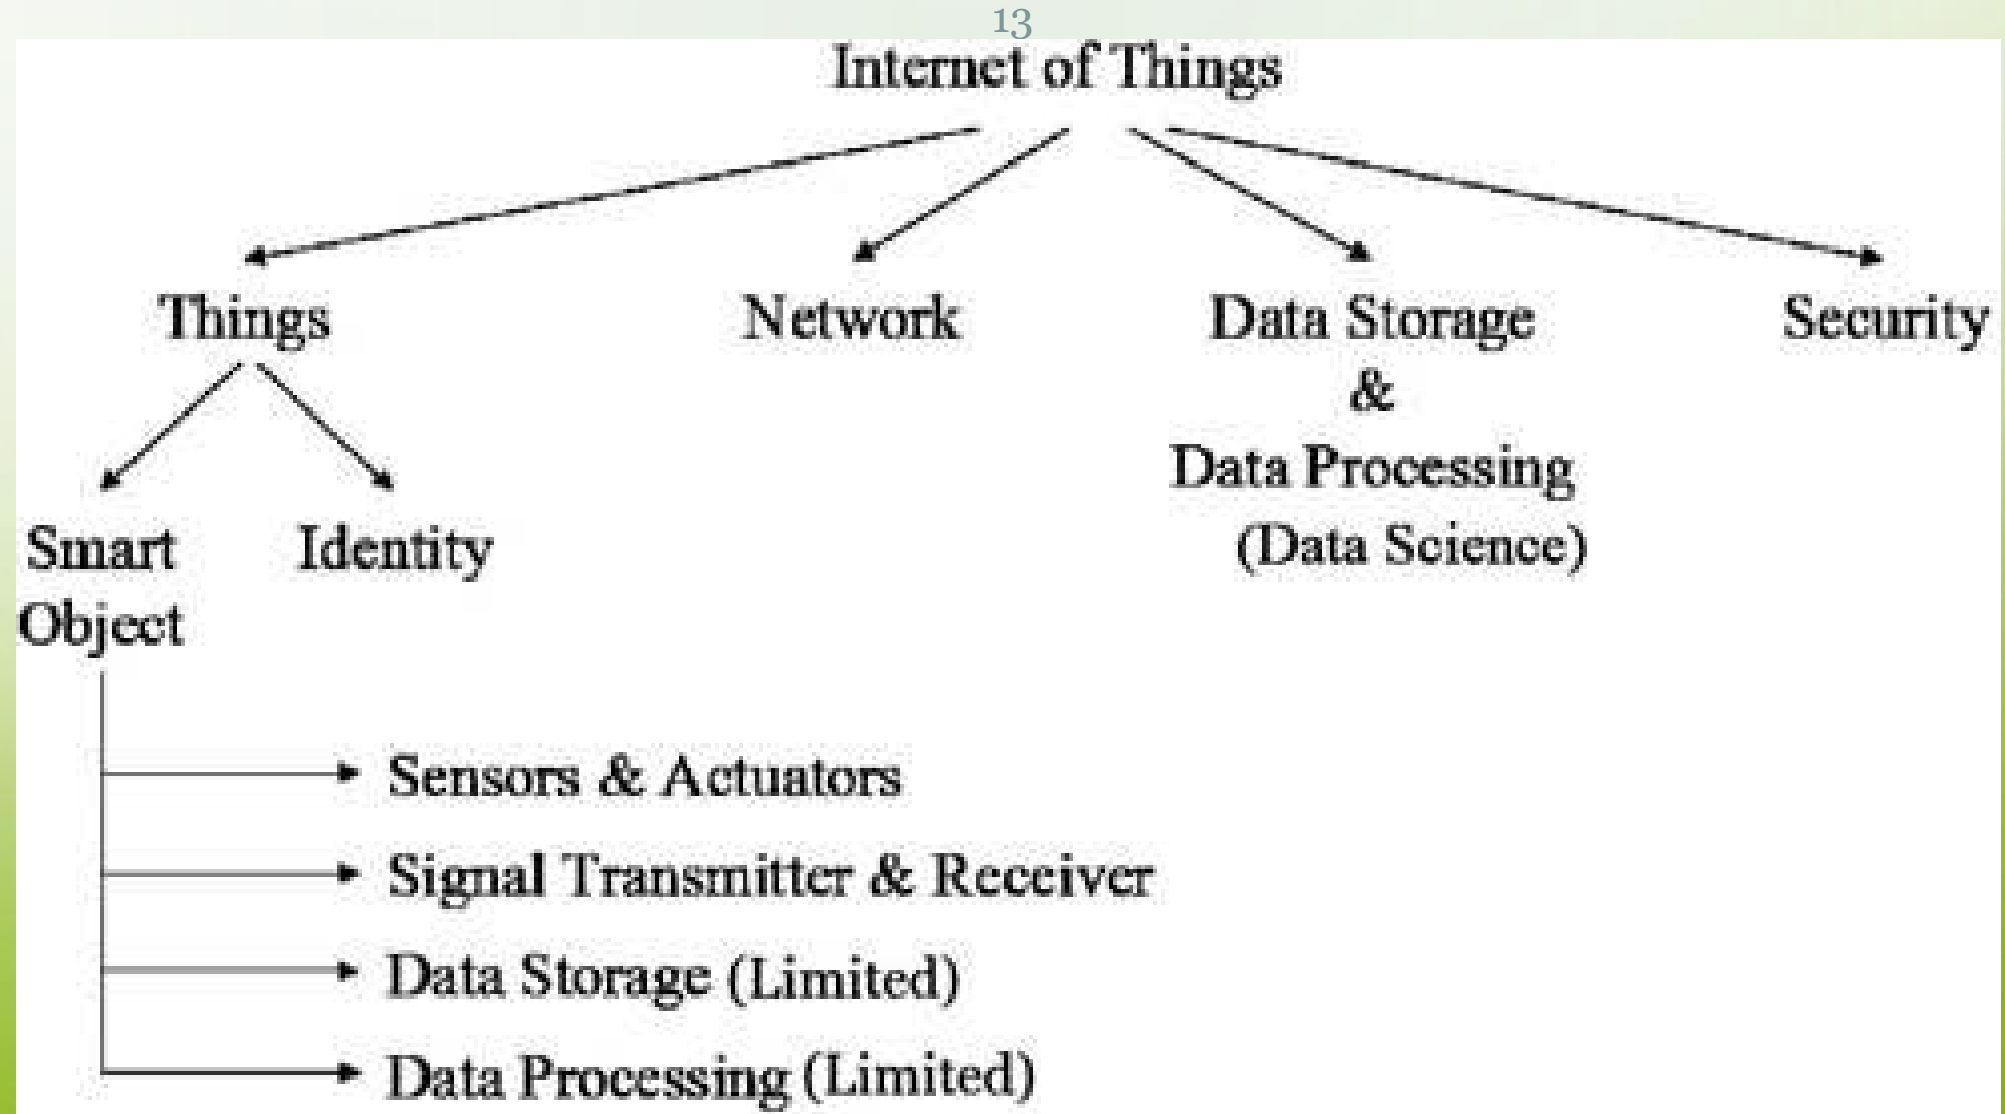 13
Internet of Things
Things
Network
Data Storage
&
Data Processing
(Data Science)
Security
Smart
Object
Identity
Sensors & Actuators
Signal Transmitter & Receiver
Data Storage (Limited)
Data Processing (Limited)